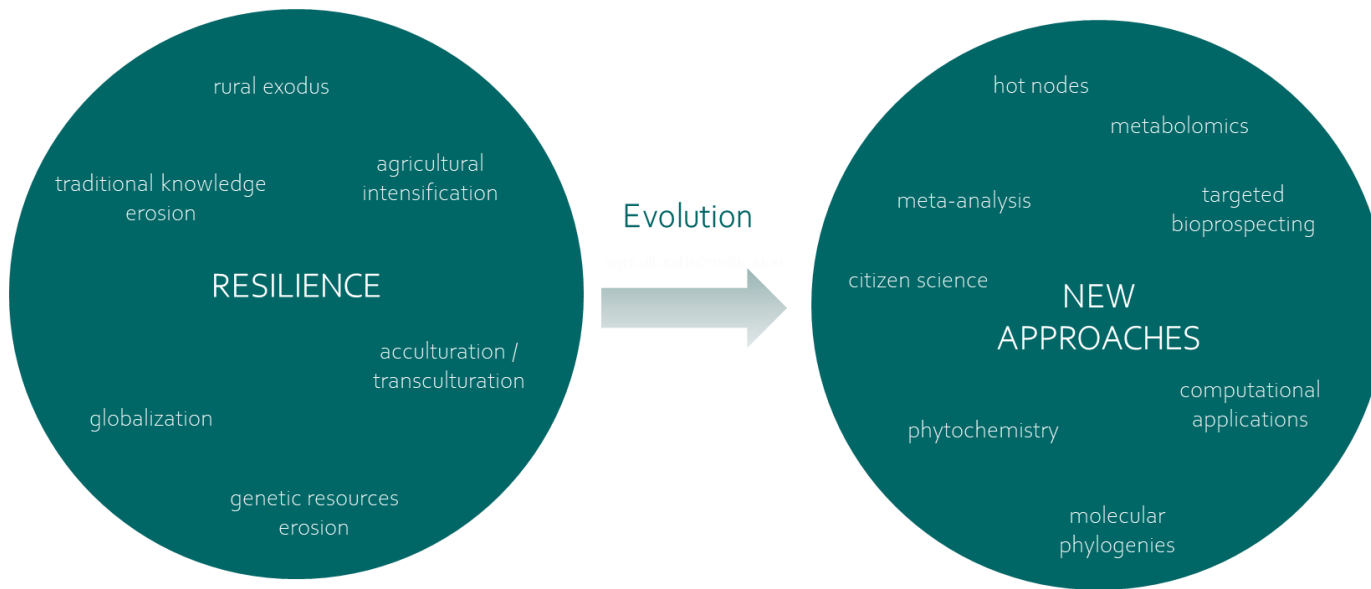 rural exodus
agricultural
intensification
traditional knowledge
erosion
RESILIENCE
acculturation /
transculturation
globalization
genetic resources
erosion
Evolution
hot nodes
metabolomics
meta-analysis
targeted
bioprospecting
citizen science
NEW
APPROACHES
computational
applications
phytochemistry
molecular
phylogenies